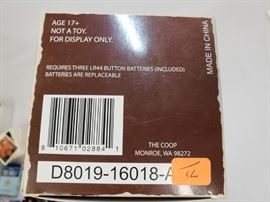 AGE 17+
NOT A TOY.
FOR DISPLAY ONLY.
MADE IN CHINA
REQUIRES THREE LR44 BUTTON BATTERIES (INCLUDED)
BATTERIES ARE REPLACEABLE
8 10671 02884 1
THE COOP
MONROE, WA 98272
D8019-16018-A